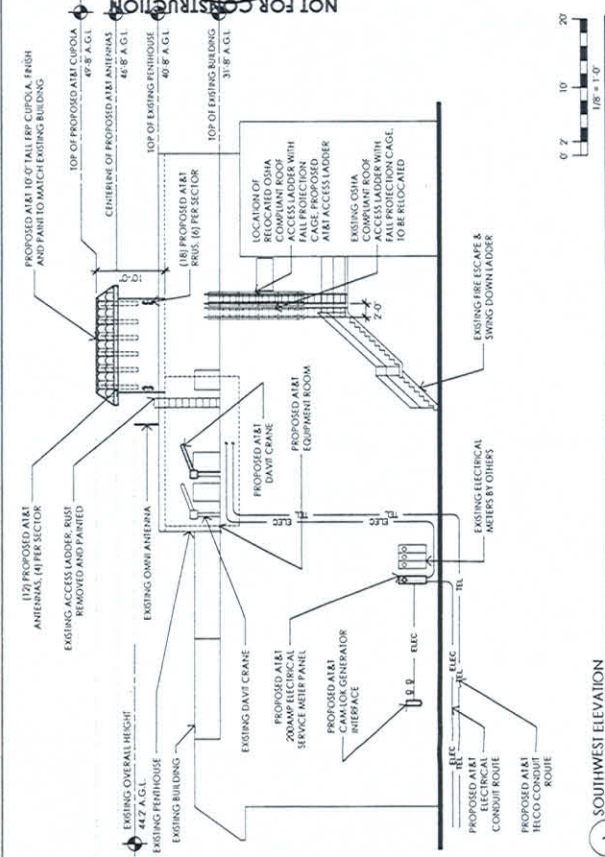 NOT FOR CONSTRUCTION
PROPOSED AT&T 10'-0" TALL FRP CUPOLA, FINISH
AND PAINT TO MATCH EXISTING BUILDING
TOP OF PROPOSED AT&T CUPOLA
49'-8" A.G.L.
CENTERLINE OF PROPOSED AT&T ANTENNAS
46'-8" A.G.L.
TOP OF EXISTING PENTHOUSE
40'-8" A.G.L.
TOP OF EXISTING BUILDING
31'-8" A.G.L.
10'-0"
(18) PROPOSED AT&T
RRUS, (6) PER SECTOR
(12) PROPOSED AT&T
ANTENNAS, (4) PER SECTOR
EXISTING ACCESS LADDER, RUST
REMOVED AND PAINTED
EXISTING OMNI ANTENNA
EXISTING OVERALL HEIGHT
44.2' A.G.L.
EXISTING PENTHOUSE
EXISTING BUILDING
LOCATION OF
RELOCATED OSHA
COMPLIANT ROOF
ACCESS LADDER WITH
FALL PROTECTION
CAGE, PROPOSED
AT&T ACCESS LADDER
EXISTING OSHA
COMPLIANT ROOF
ACCESS LADDER WITH
FALL PROTECTION CAGE,
TO BE RELOCATED
2'-0"
PROPOSED AT&T
DAVIT CRANE
PROPOSED AT&T
EQUIPMENT ROOM
EXISTING DAVIT CRANE
PROPOSED AT&T
200AMP ELECTRICAL
SERVICE METER PANEL
PROPOSED AT&T
CAM-LOK GENERATOR
INTERFACE
EXISTING FIRE ESCAPE &
SWING DOWN LADDER
EXISTING ELECTRICAL
METERS BY OTHERS
TEL
ELEC
TEL
ELEC
ELEC
ELEC
TEL
ELEC
TEL
PROPOSED AT&T
ELECTRICAL
CONDUIT ROUTE
PROPOSED AT&T
TELCO CONDUIT
ROUTE
SOUTHWEST ELEVATION
0' 2' 10' 20'
1/8" = 1'-0"